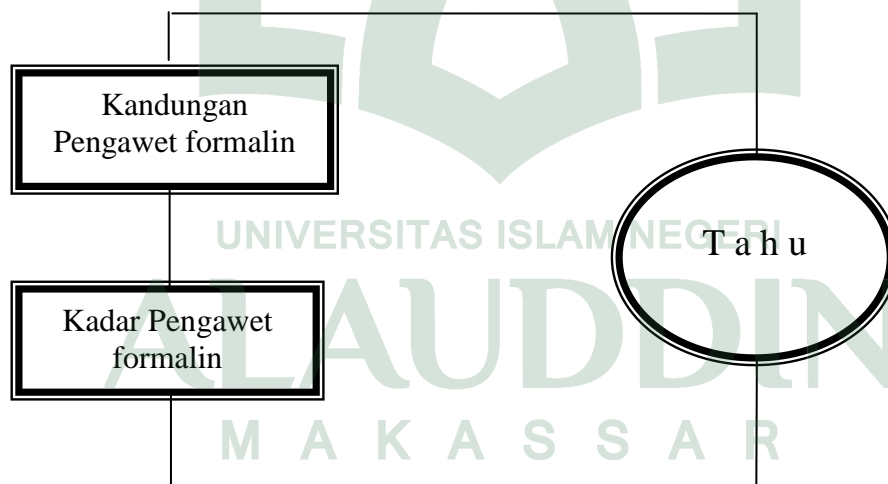 Kandungan
Pengawet formalin
UNIVERSITAS ISLAM NEGERI
T a h u
ALAUDDIN
Kadar Pengawet
formalin
M A K A S S A R